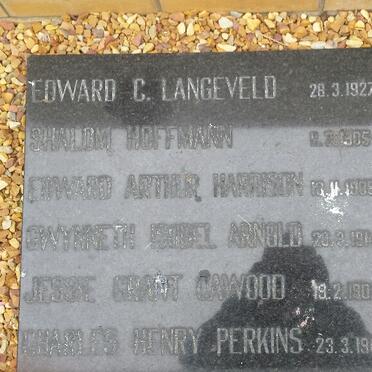 EDWARD C. LANGEVELD 28.3.1927
SHALOM HOFFMANN
EDWARD ARTHUR HARRISON
GWYNNETH ARNOLD
JESSIE GRANT CAWOOD 19.2.190
CHARLES HENRY PERKINS 23.3.19